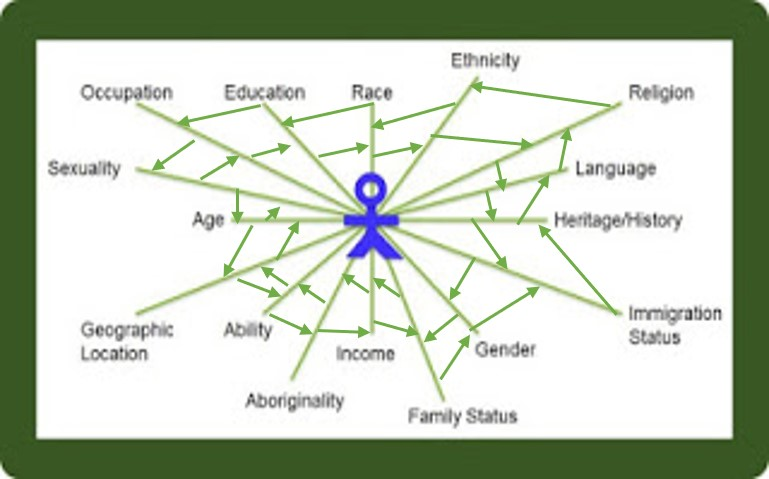 Ethnicity
Occupation
Education
Race
Religion
Sexuality
Language
Age
Heritage/History
Geographic
Location
Ability
Income
Gender
Immigration
Status
Aboriginality
Family Status